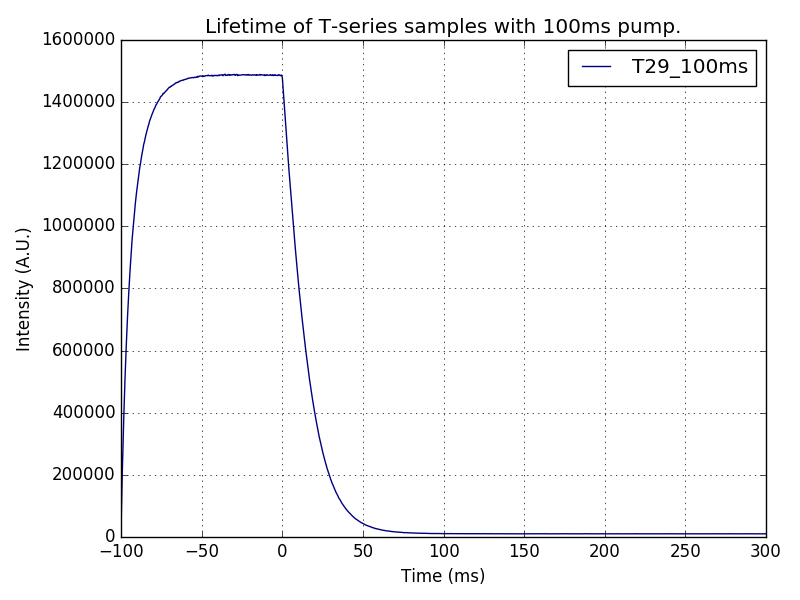 Lifetime of T-series samples with 100ms pump.
T29_100ms
1600000
1400000
1200000
1000000
800000
600000
400000
200000
0
Intensity (A.U.)
−100 −50 0 50 100 150 200 250 300
Time (ms)